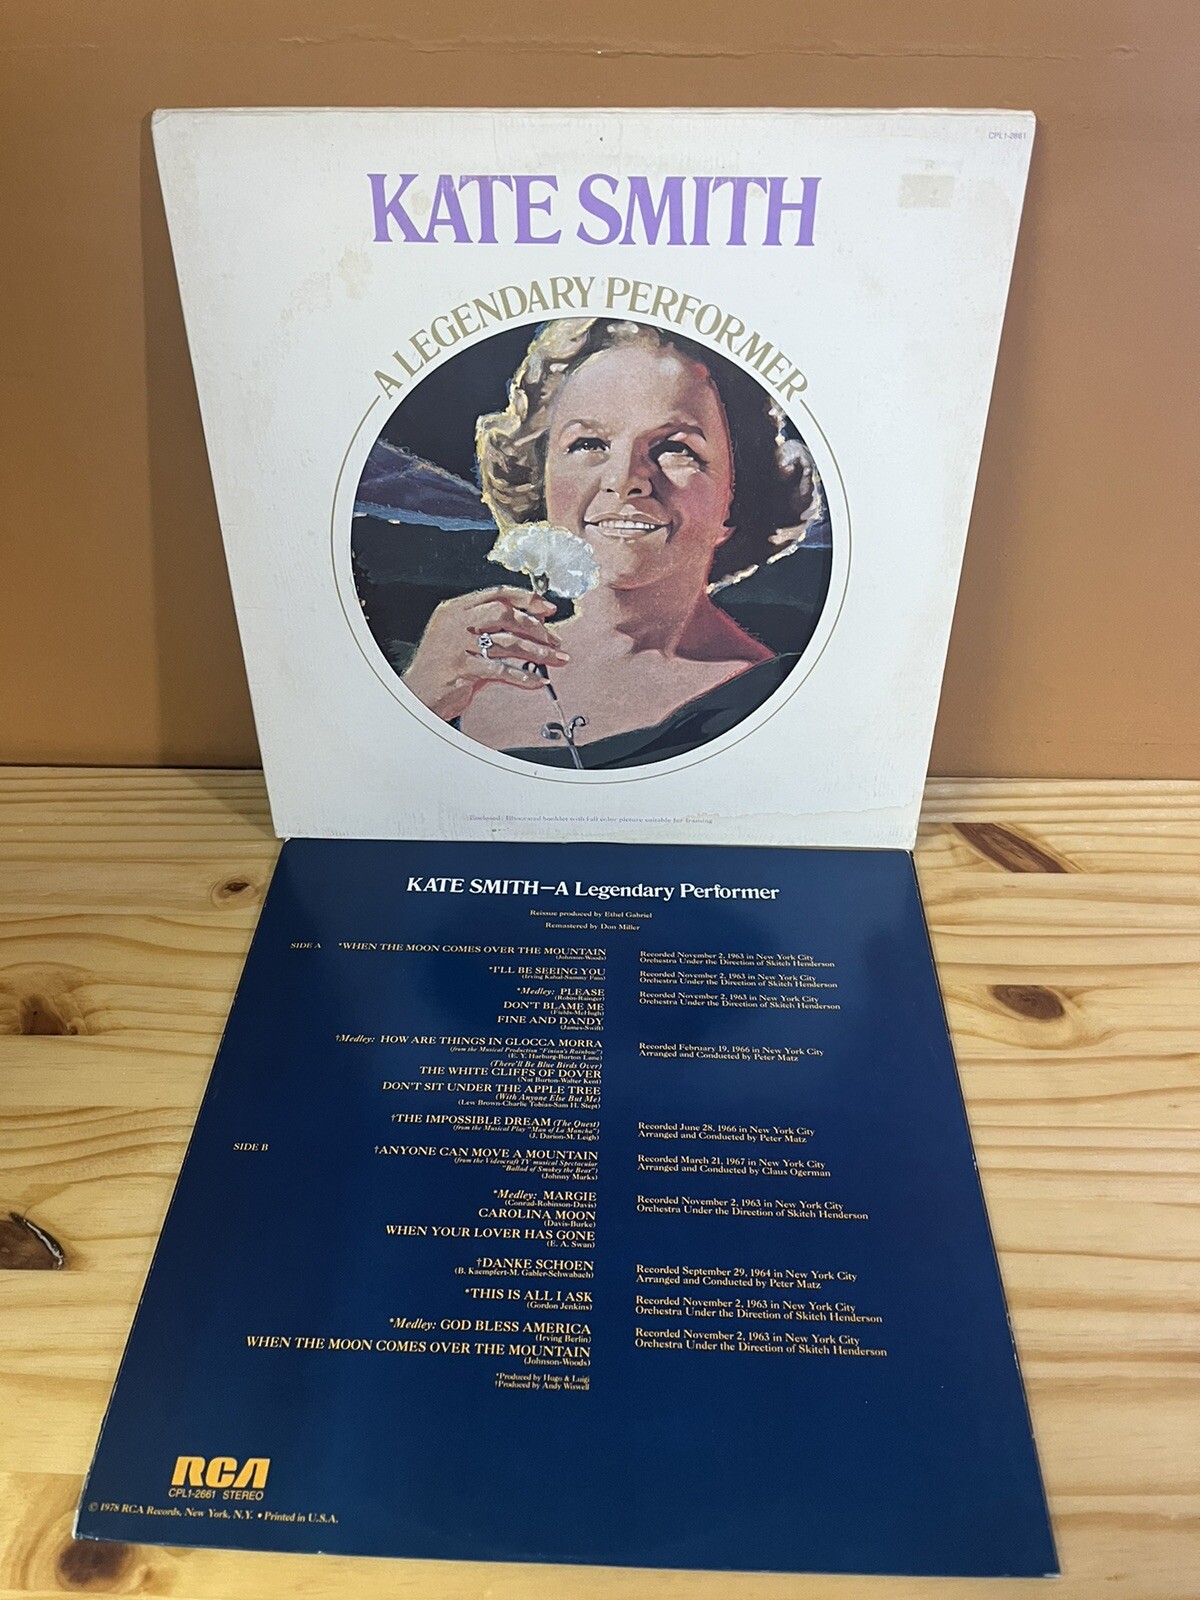 CPL1-2661
KATE SMITH
A LEGENDARY PERFORMER
Enclosed: Illustrated booklet with full color picture suitable for framing
KATE SMITH—A Legendary Performer
Reissue produced by Ethel Gabriel
Remastered by Don Miller
SIDE A
*WHEN THE MOON COMES OVER THE MOUNTAIN
(Johnson-Woods)
Recorded November 2, 1963 in New York City
Orchestra Under the Direction of Skitch Henderson
*I'LL BE SEEING YOU
(Irving Kahal-Sammy Fain)
Recorded November 2, 1963 in New York City
Orchestra Under the Direction of Skitch Henderson
*Medley: PLEASE
(Robin-Rainger)
DON'T BLAME ME
(Fields-McHugh)
FINE AND DANDY
(James-Swift)
Recorded November 2, 1963 in New York City
Orchestra Under the Direction of Skitch Henderson
†Medley: HOW ARE THINGS IN GLOCCA MORRA
(from the Musical Production "Finian's Rainbow")
(E. Y. Harburg-Burton Lane)
(There'll Be Blue Birds Over)
THE WHITE CLIFFS OF DOVER
(Nat Burton-Walter Kent)
DON'T SIT UNDER THE APPLE TREE
(With Anyone Else But Me)
(Lew Brown-Charlie Tobias-Sam H. Stept)
Recorded February 19, 1966 in New York City
Arranged and Conducted by Peter Matz
†THE IMPOSSIBLE DREAM (The Quest)
(from the Musical Play "Man of La Mancha")
(J. Darion-M. Leigh)
Recorded June 28, 1966 in New York City
Arranged and Conducted by Peter Matz
SIDE B
†ANYONE CAN MOVE A MOUNTAIN
(from the Videocraft TV musical Spectacular
"Ballad of Smokey the Bear")
(Johnny Marks)
Recorded March 21, 1967 in New York City
Arranged and Conducted by Claus Ogerman
*Medley: MARGIE
(Conrad-Robinson-Davis)
CAROLINA MOON
(Davis-Burke)
WHEN YOUR LOVER HAS GONE
(E. A. Swan)
Recorded November 2, 1963 in New York City
Orchestra Under the Direction of Skitch Henderson
†DANKE SCHOEN
(B. Kaempfert-M. Gabler-Schwabach)
Recorded September 29, 1964 in New York City
Arranged and Conducted by Peter Matz
*THIS IS ALL I ASK
(Gordon Jenkins)
Recorded November 2, 1963 in New York City
Orchestra Under the Direction of Skitch Henderson
*Medley: GOD BLESS AMERICA
(Irving Berlin)
WHEN THE MOON COMES OVER THE MOUNTAIN
(Johnson-Woods)
Recorded November 2, 1963 in New York City
Orchestra Under the Direction of Skitch Henderson
*Produced by Hugo & Luigi
†Produced by Andy Wiswell
RCA
CPL1-2661 STEREO
© 1978 RCA Records, New York, N.Y. • Printed in U.S.A.